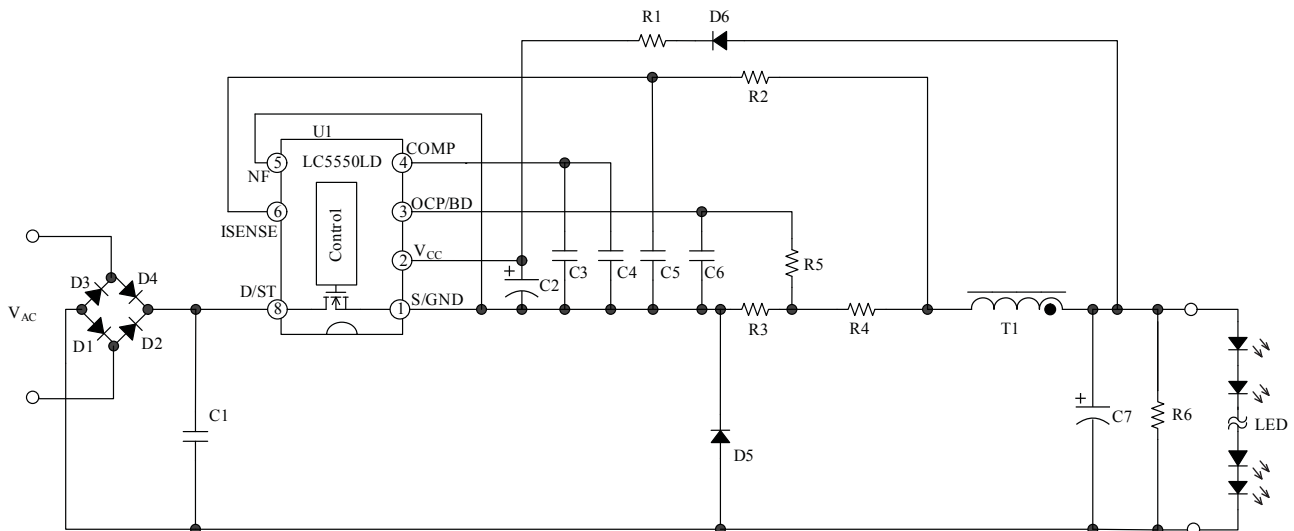 R1
D6
R2
U1
LC5550LD
5
NF
4
COMP
6
ISENSE
Control
3
OCP/BD
2
VCC
+
C2
C3
C4
C5
C6
R5
D/ST
8
1
S/GND
R3
R4
T1
VAC
D3
D4
D1
D2
C1
D5
+
C7
R6
LED